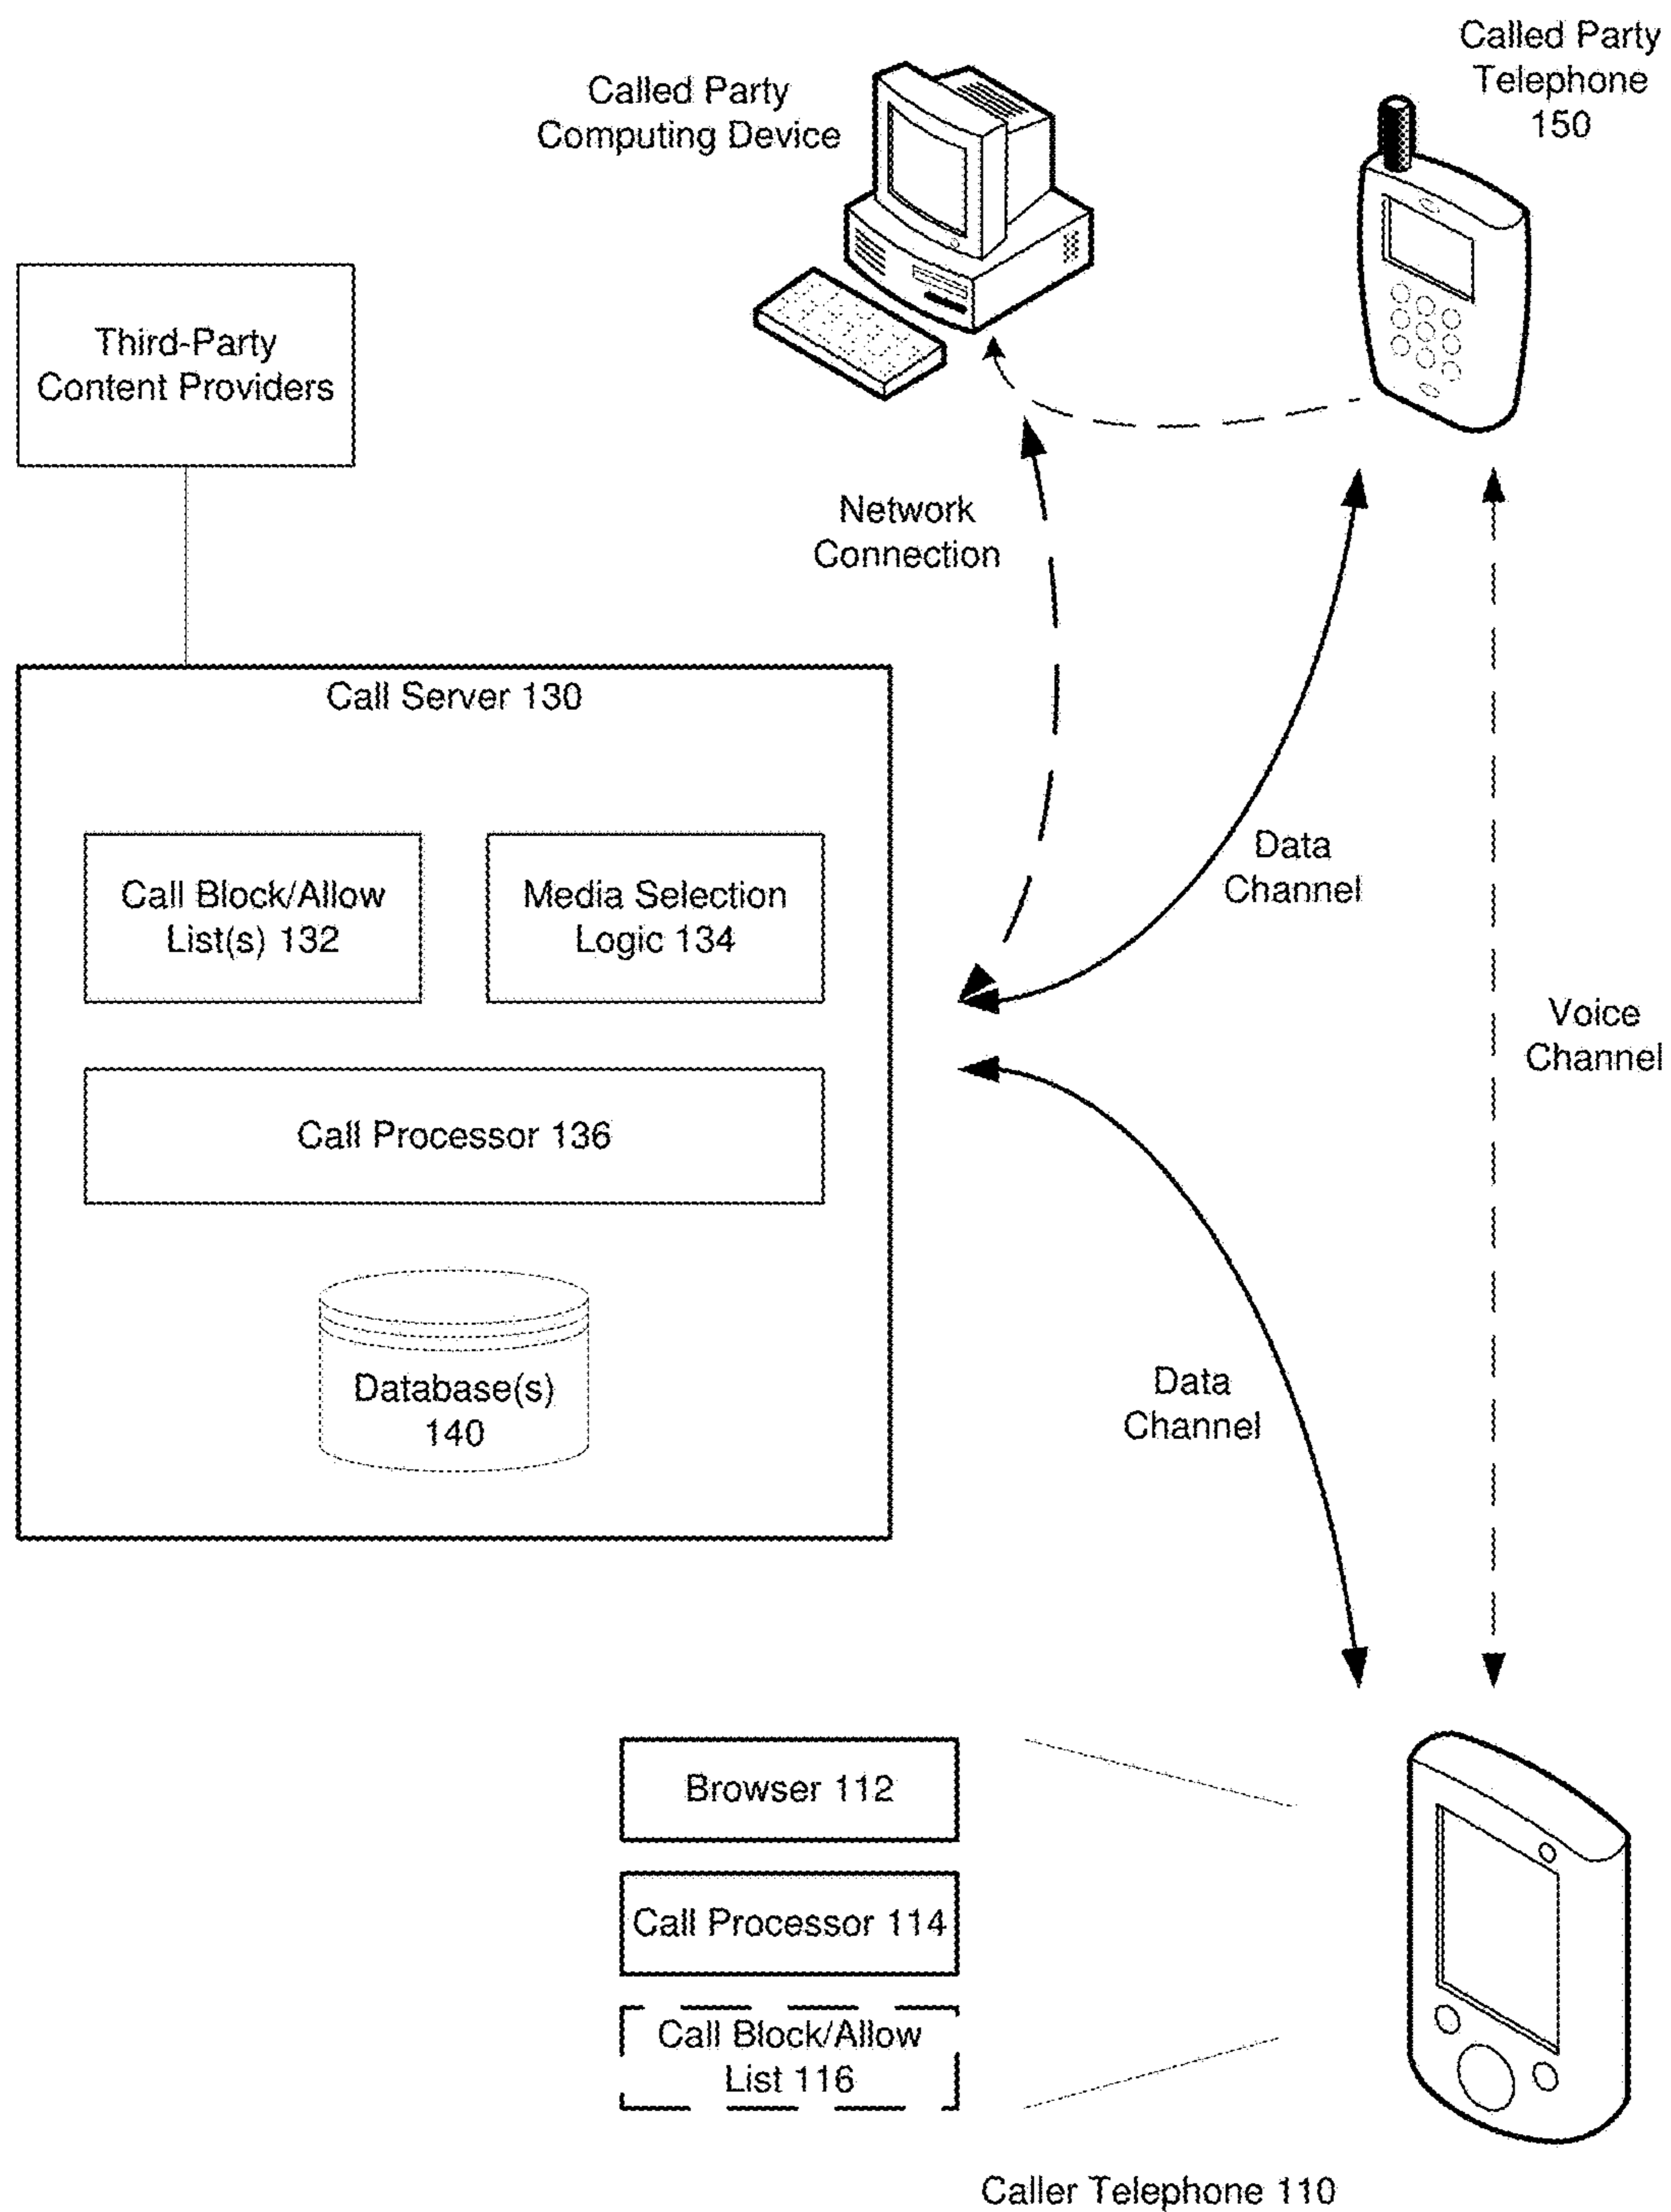 Called Party
Telephone
150
Called Party
Computing Device
Third-Party
Content Providers
Network
Connection
Call Server 130
Call Block/Allow
List(s) 132
Media Selection
Logic 134
Data
Channel
Voice
Channel
Call Processor 136
Database(s)
140
Data
Channel
Browser 112
Call Processor 114
Call Block/Allow
List 116
Caller Telephone 110